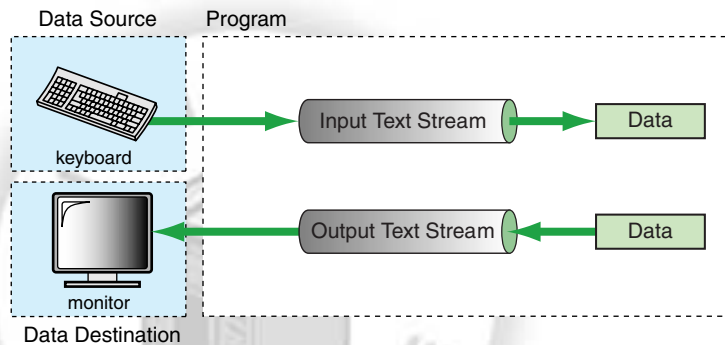 Data Source
Program
keyboard
Input Text Stream
Data
monitor
Output Text Stream
Data
Data Destination